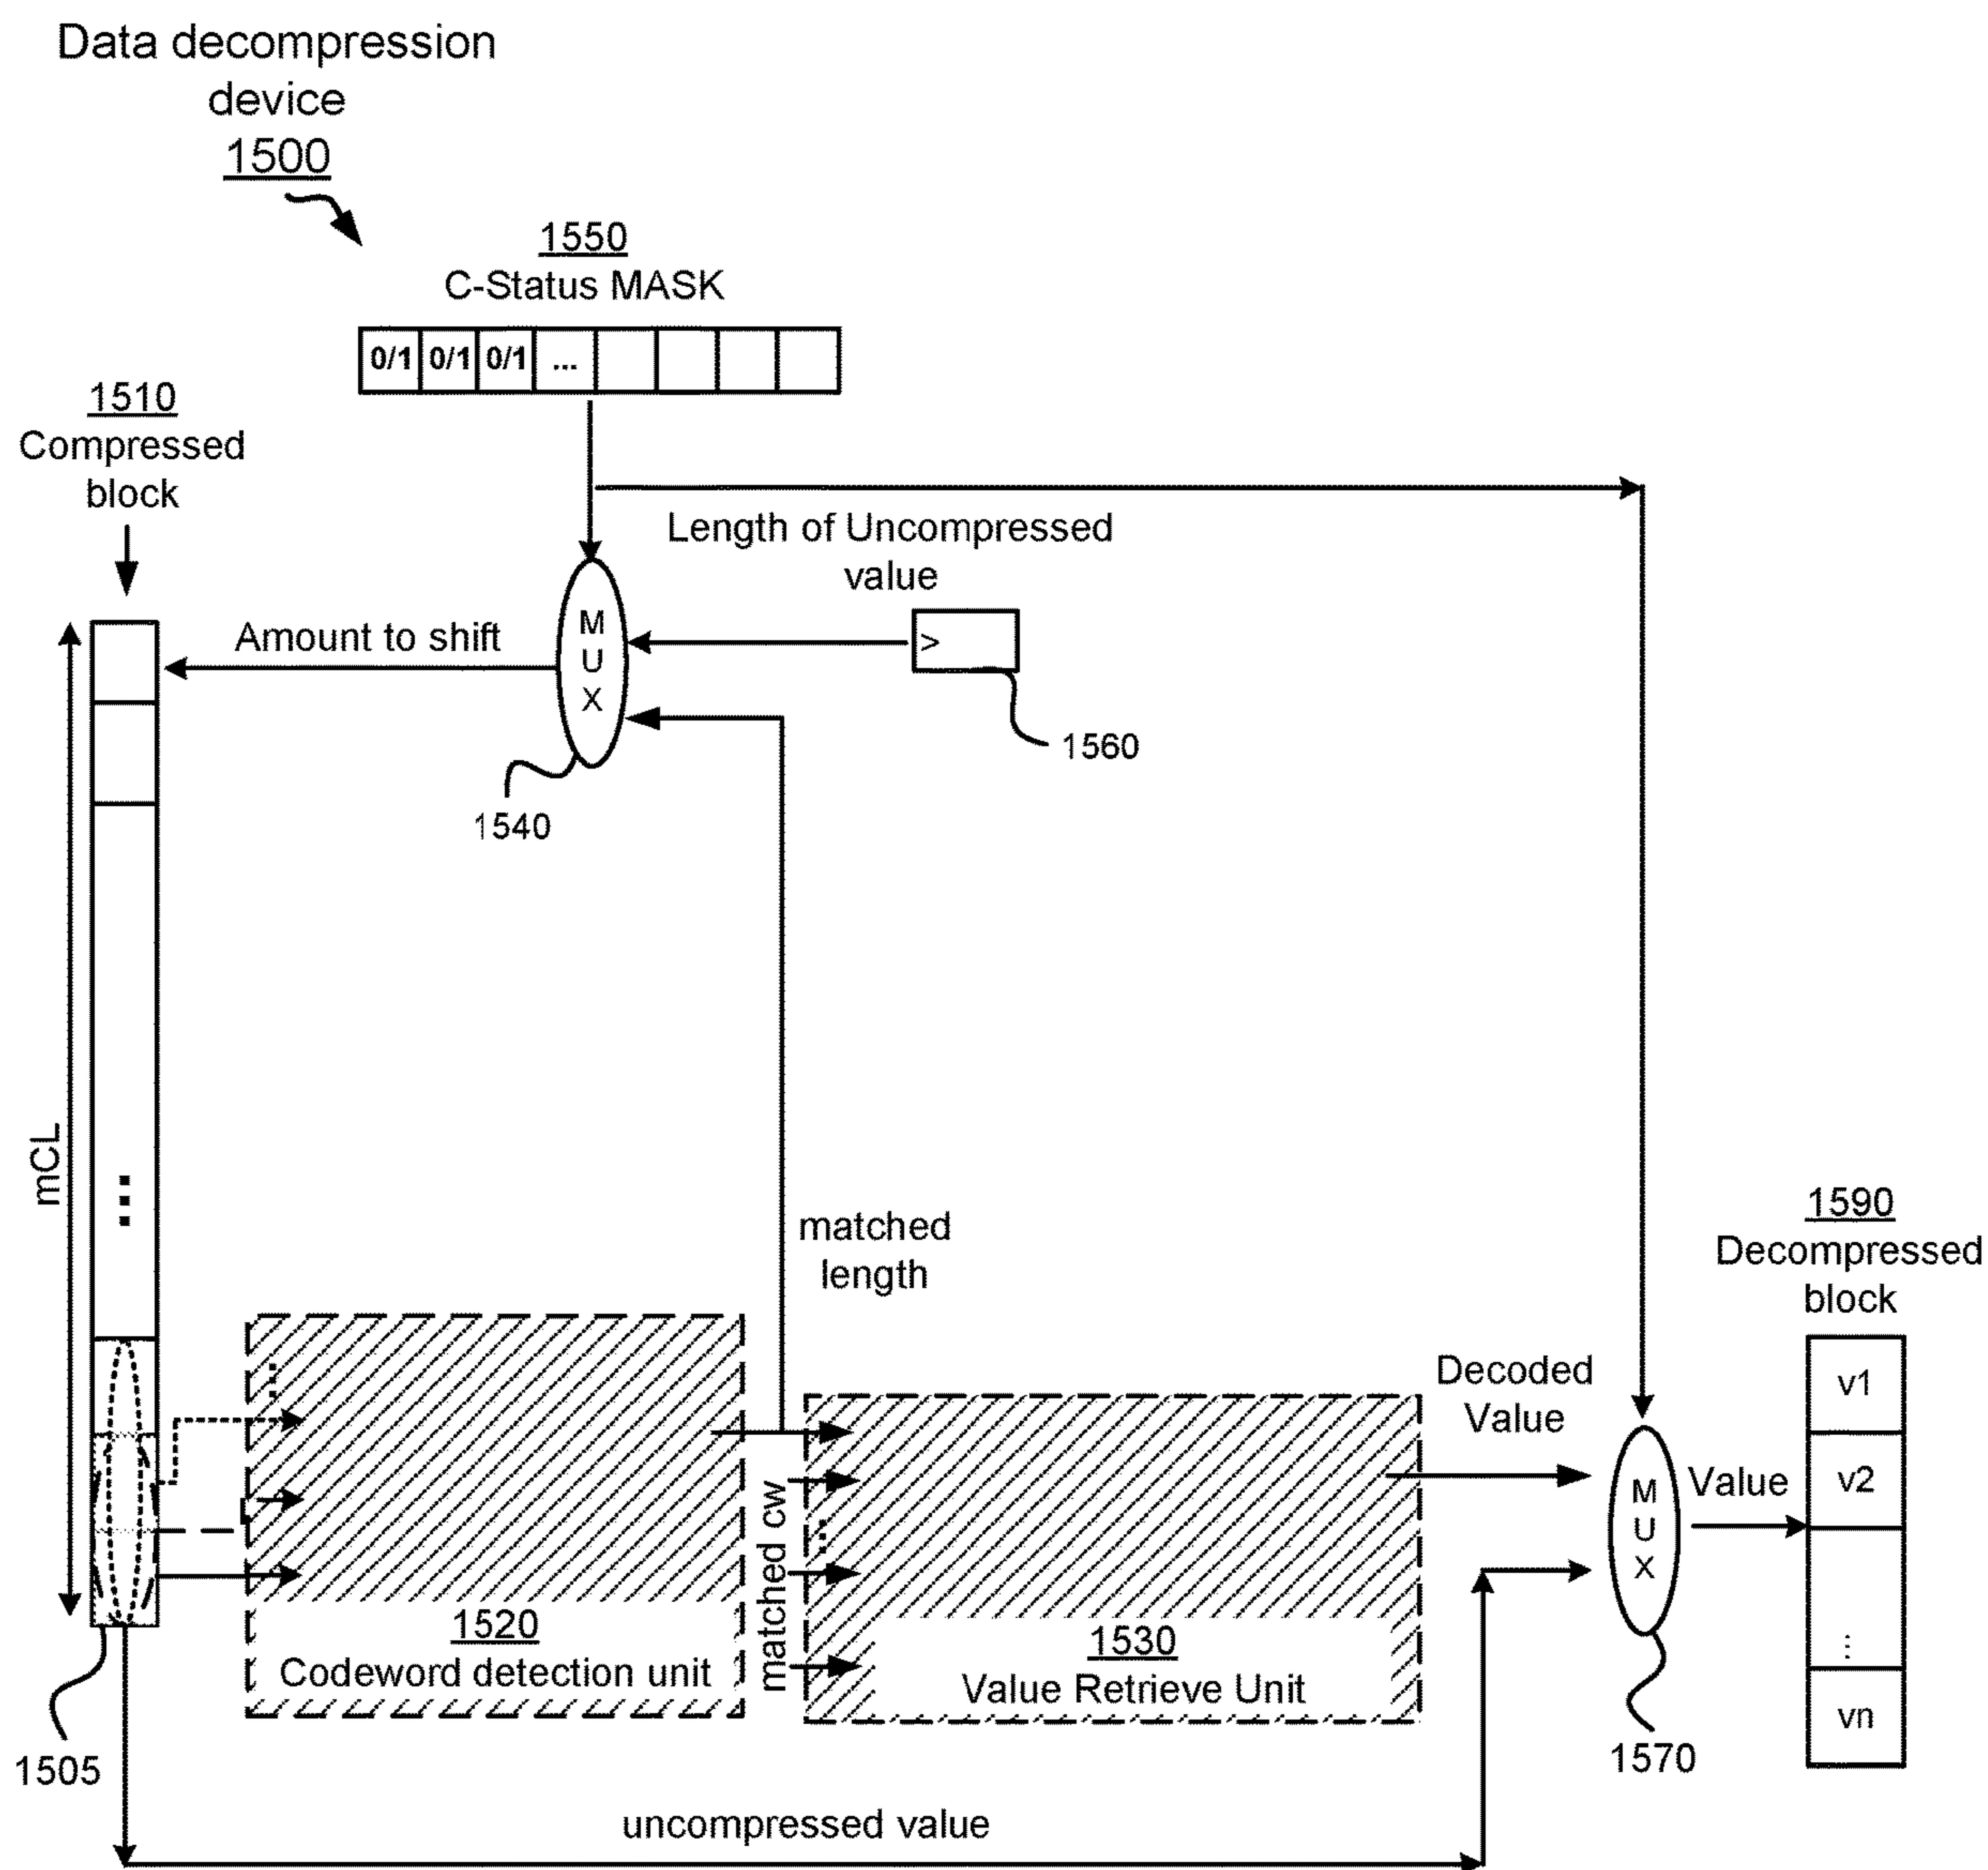 Data decompression
device
1500
1550
C-Status MASK
0/1 0/1 0/1 ...
1510
Compressed
block
Length of Uncompressed
value
Amount to shift
MUX
>
1560
1540
mCL
...
matched
length
1590
Decompressed
block
Decoded
Value
v1
v2
...
vn
MUX
Value
matched cw
1520
Codeword detection unit
1530
Value Retrieve Unit
1505
1570
uncompressed value